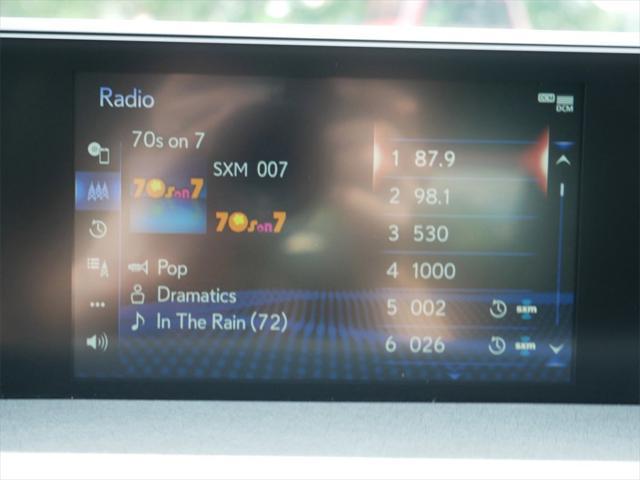 Radio
DCM
DCM
70s on 7
SXM 007
70s on 7
70s on 7
Pop
Dramatics
In The Rain (72)
1 87.9
2 98.1
3 530
4 1000
5 002 sxm
6 026 sxm